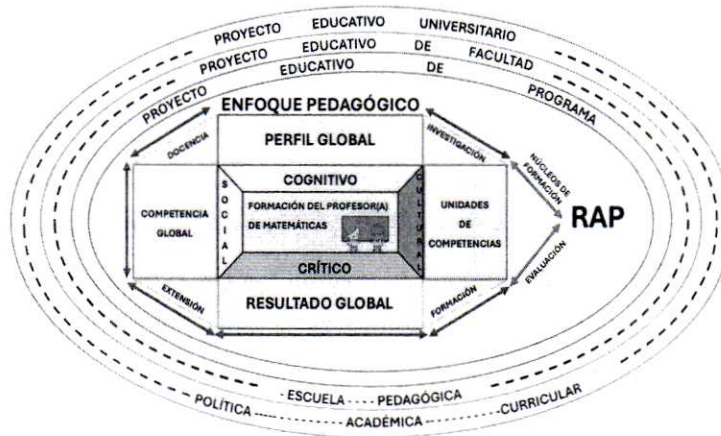 PROYECTO EDUCATIVO UNIVERSITARIO
PROYECTO EDUCATIVO DE FACULTAD
PROYECTO EDUCATIVO DE PROGRAMA
ENFOQUE PEDAGÓGICO
DOCENCIA
PERFIL GLOBAL
INVESTIGACIÓN
NÚCLEOS DE
FORMACIÓN
SOCIAL
COGNITIVO
CULTURAL
COMPETENCIA
GLOBAL
FORMACIÓN DEL PROFESOR(A)
DE MATEMÁTICAS
UNIDADES
DE
COMPETENCIAS
RAP
CRÍTICO
EXTENSIÓN
RESULTADO GLOBAL
FORMACIÓN
EVALUACIÓN
ESCUELA - - - - PEDAGÓGICA
POLÍTICA ACADÉMICA CURRICULAR